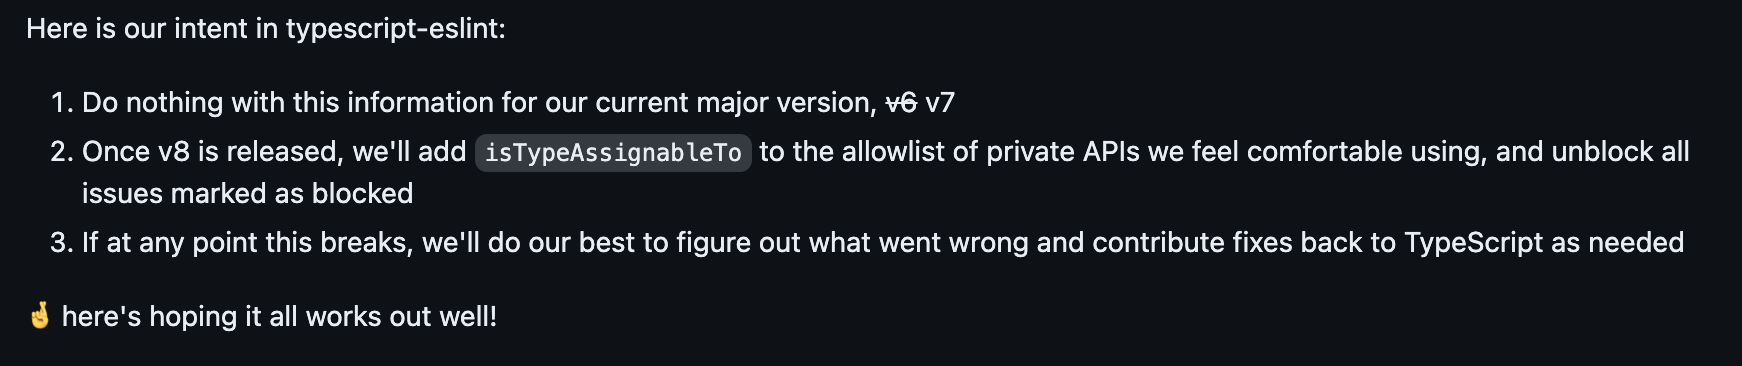 Here is our intent in typescript-eslint:
1. Do nothing with this information for our current major version, v6 v7
2. Once v8 is released, we'll add isTypeAssignableTo to the allowlist of private APIs we feel comfortable using, and unblock all
issues marked as blocked
3. If at any point this breaks, we'll do our best to figure out what went wrong and contribute fixes back to TypeScript as needed
🤞 here's hoping it all works out well!